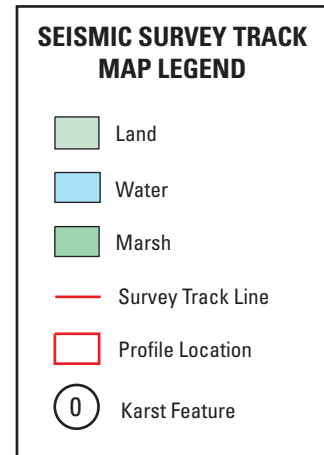 SEISMIC SURVEY TRACK
MAP LEGEND
Land
Water
Marsh
Survey Track Line
Profile Location
0 Karst Feature